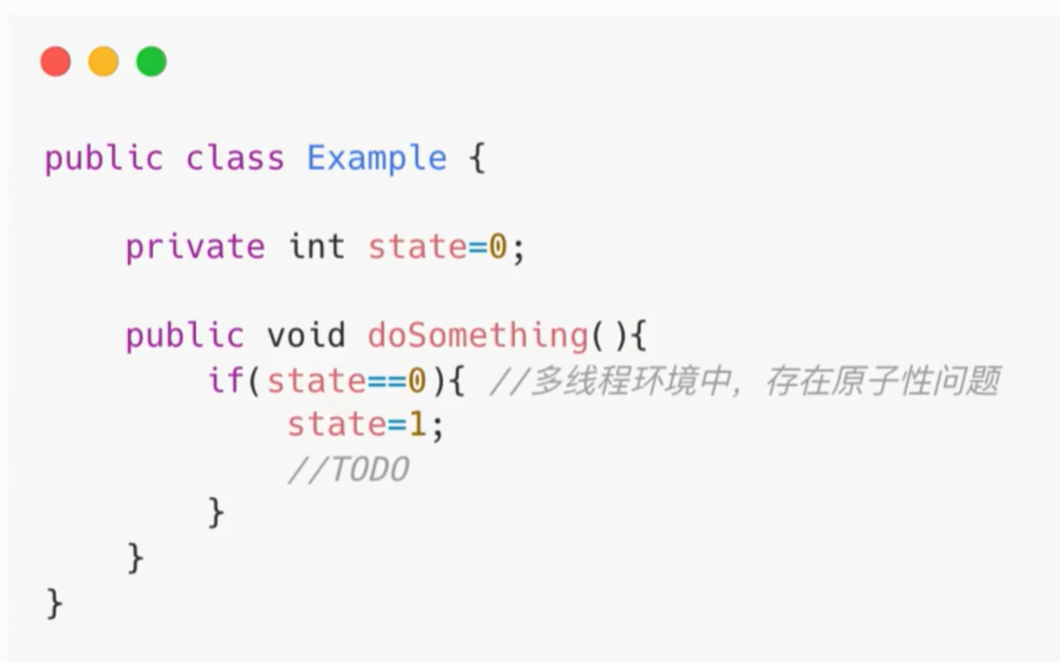 public class Example {
private int state=0;
public void doSomething(){
if(state==0){ //多线程环境中，存在原子性问题
state=1;
//TODO
}
}
}